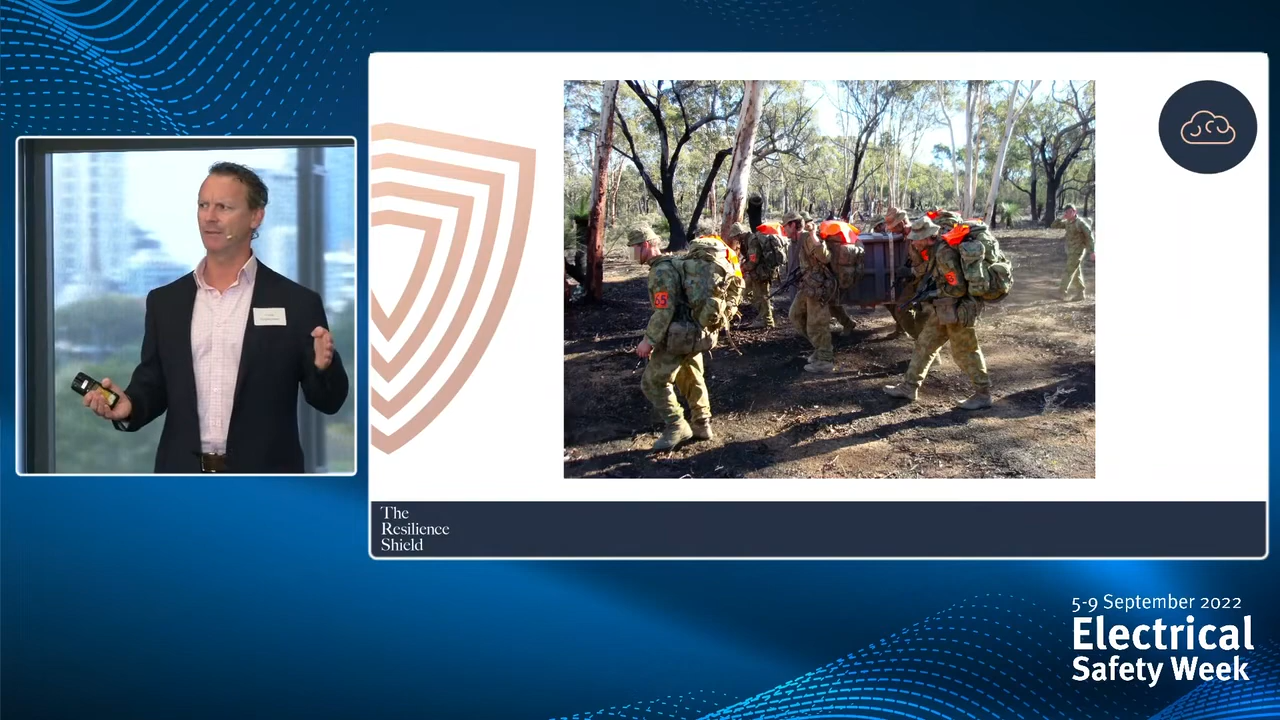 The
Resilience
Shield
5-9 September 2022
Electrical
Safety Week